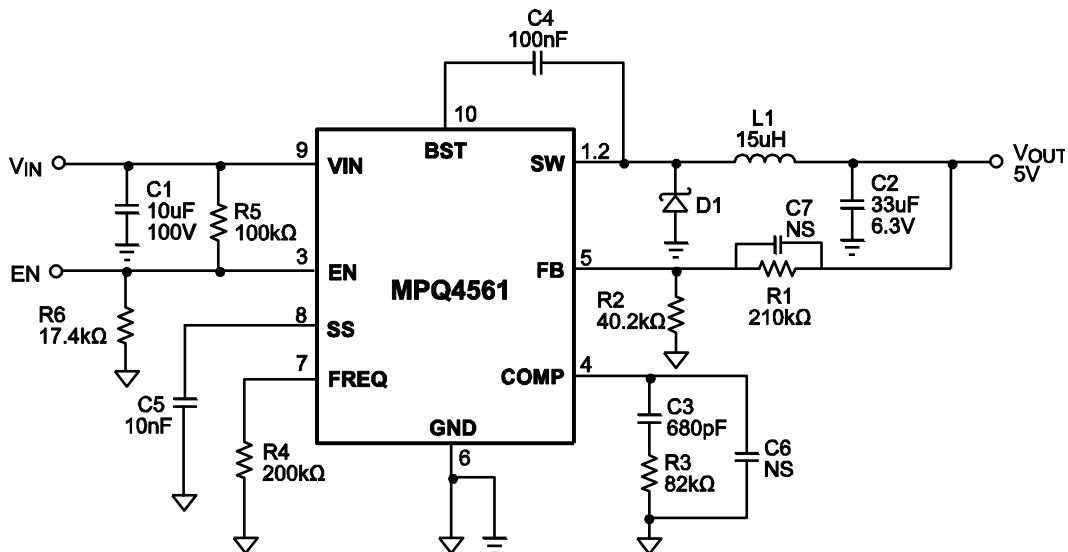 C4
100nF
10
BST
VIN
9
VIN
C1
10uF
100V
R5
100kΩ
EN
3
EN
R6
17.4kΩ
8
SS
C5
10nF
7
FREQ
R4
200kΩ
MPQ4561
GND
6
SW
1.2
L1
15uH
VOUT
5V
D1
C2
33uF
6.3V
C7
NS
FB
5
R1
210kΩ
R2
40.2kΩ
COMP
4
C3
680pF
R3
82kΩ
C6
NS